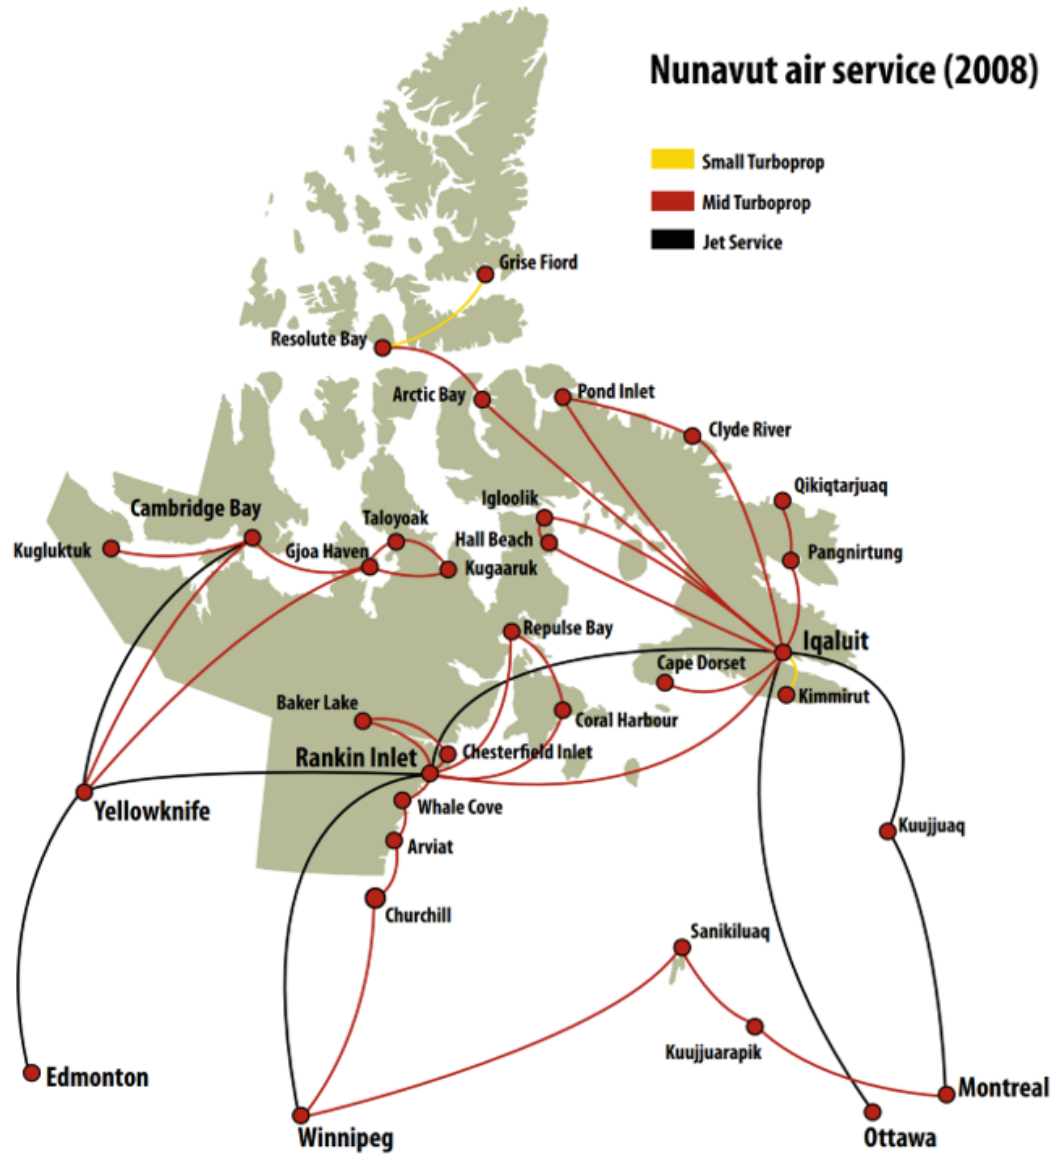 Nunavut air service (2008)
Small Turboprop
Mid Turboprop
Jet Service
Grise Fiord
Resolute Bay
Arctic Bay
Pond Inlet
Clyde River
Qikiqtarjuaq
Igloolik
Cambridge Bay
Taloyoak
Hall Beach
Kugluktuk
Gjoa Haven
Pangnirtung
Kugaaruk
Repulse Bay
Iqaluit
Cape Dorset
Kimmirut
Baker Lake
Coral Harbour
Chesterfield Inlet
Rankin Inlet
Yellowknife
Whale Cove
Kuujjuaq
Arviat
Churchill
Sanikiluaq
Kuujjuarapik
Edmonton
Montreal
Winnipeg
Ottawa